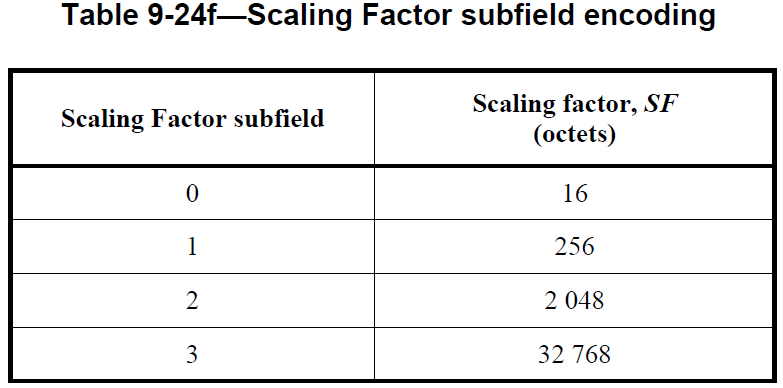 Table 9-24f—Scaling Factor subfield encoding
Scaling Factor subfield
Scaling factor, SF
(octets)
0
16
1
256
2
2 048
3
32 768